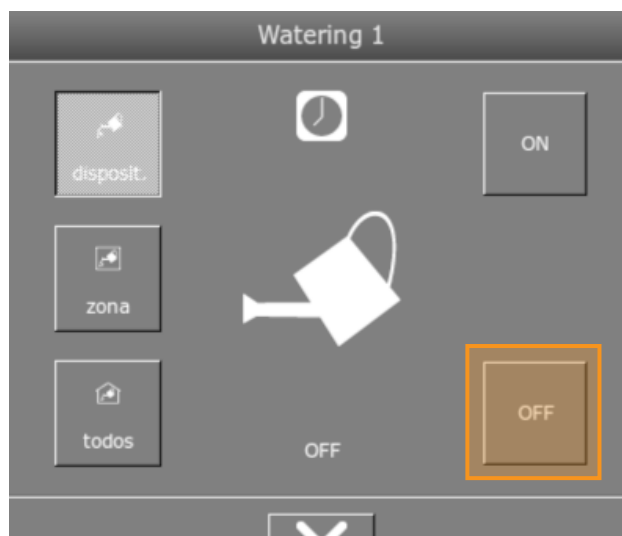 Watering 1
disposit.
ON
zona
todos
OFF
OFF